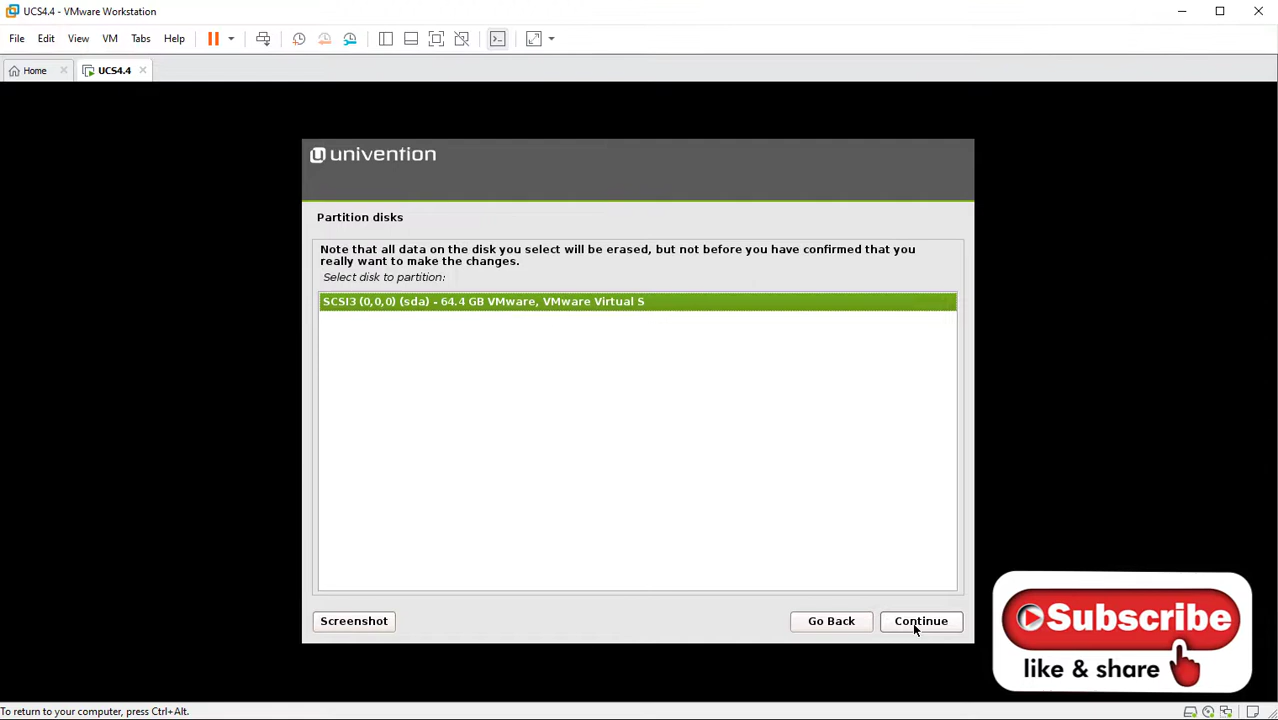 UCS4.4 - VMware Workstation
File Edit View VM Tabs Help
Home UCS4.4
univention
Partition disks
Note that all data on the disk you select will be erased, but not before you have confirmed that you
really want to make the changes.
Select disk to partition:
SCSI3 (0,0,0) (sda) - 64.4 GB VMware, VMware Virtual S
Screenshot Go Back Continue
Subscribe
like & share
To return to your computer, press Ctrl+Alt.